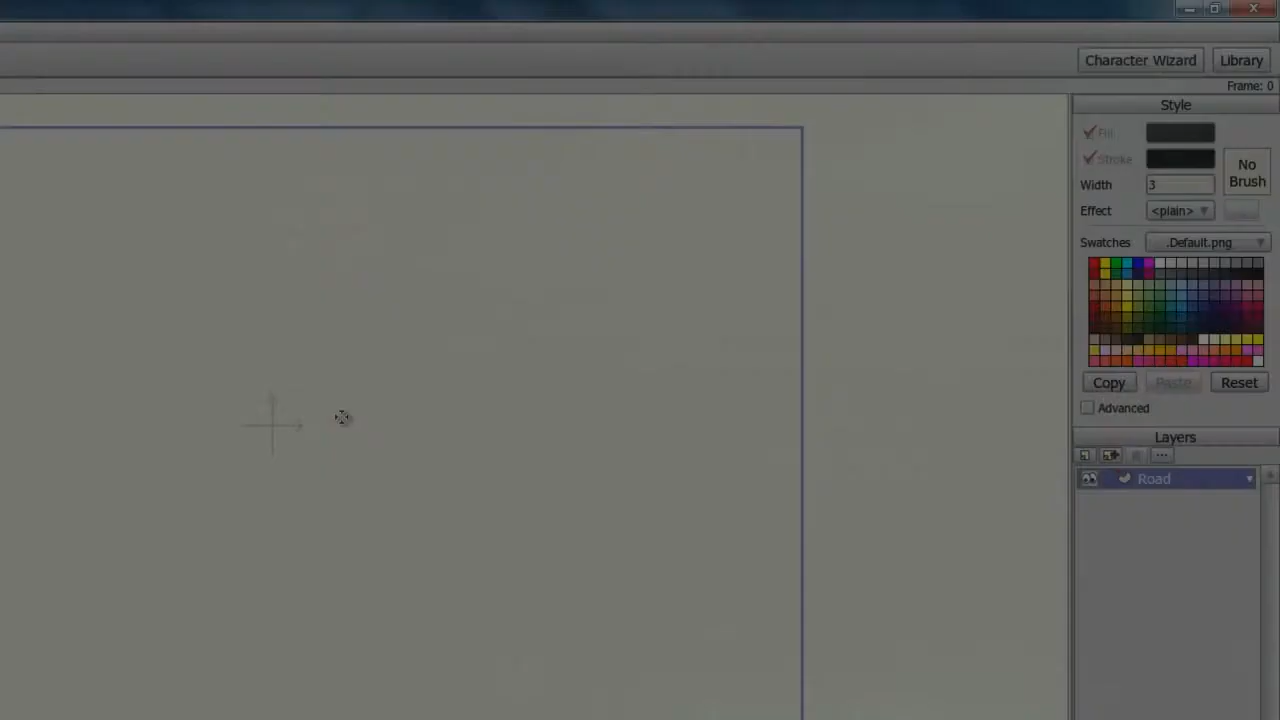 Character Wizard
Library
Frame: 0
Style
Fill
Stroke
No
Brush
Width
3
Effect
<plain>
Swatches
.Default.png
Copy
Paste
Reset
Advanced
Layers
...
Road